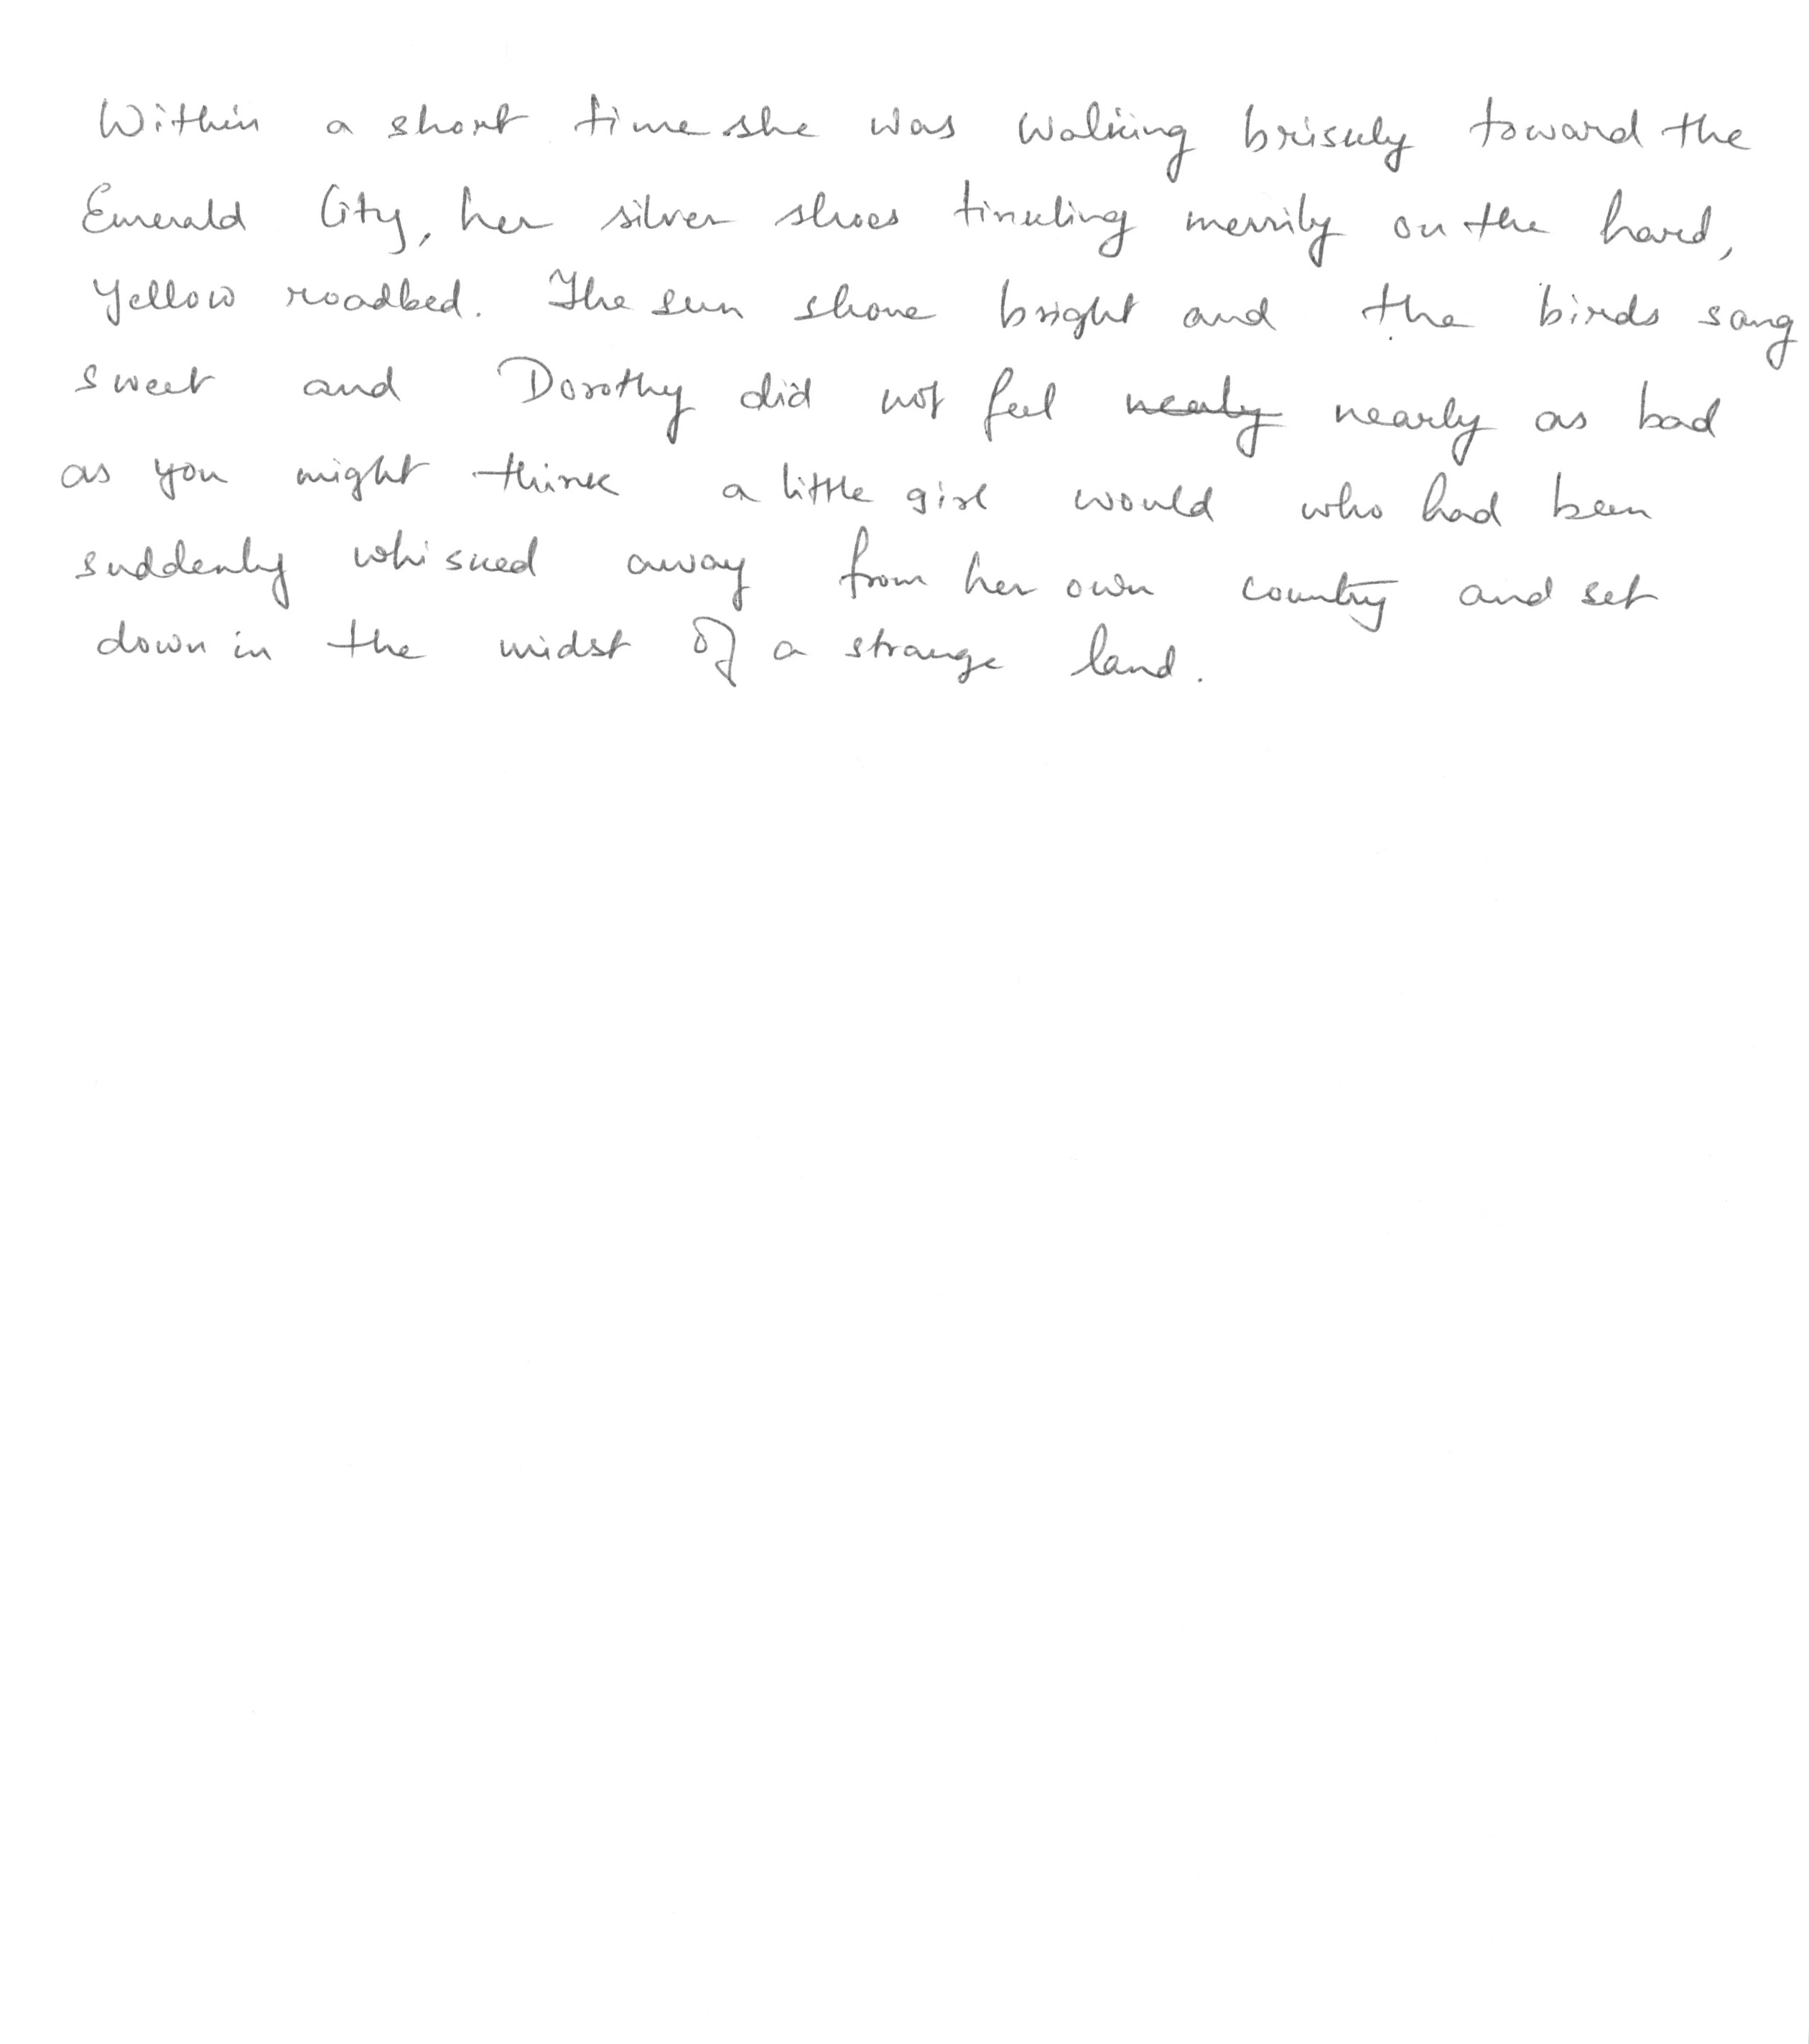 Within a short time she was walking briskly toward the
Emerald City, her silver shoes tinkling merrily on the hard,
yellow roadbed. The sun shone bright and the birds sang
sweet and Dorothy did not feel nealy nearly as bad
as you might think a little girl would who had been
suddenly whisked away from her own country and set
down in the midst of a strange land.